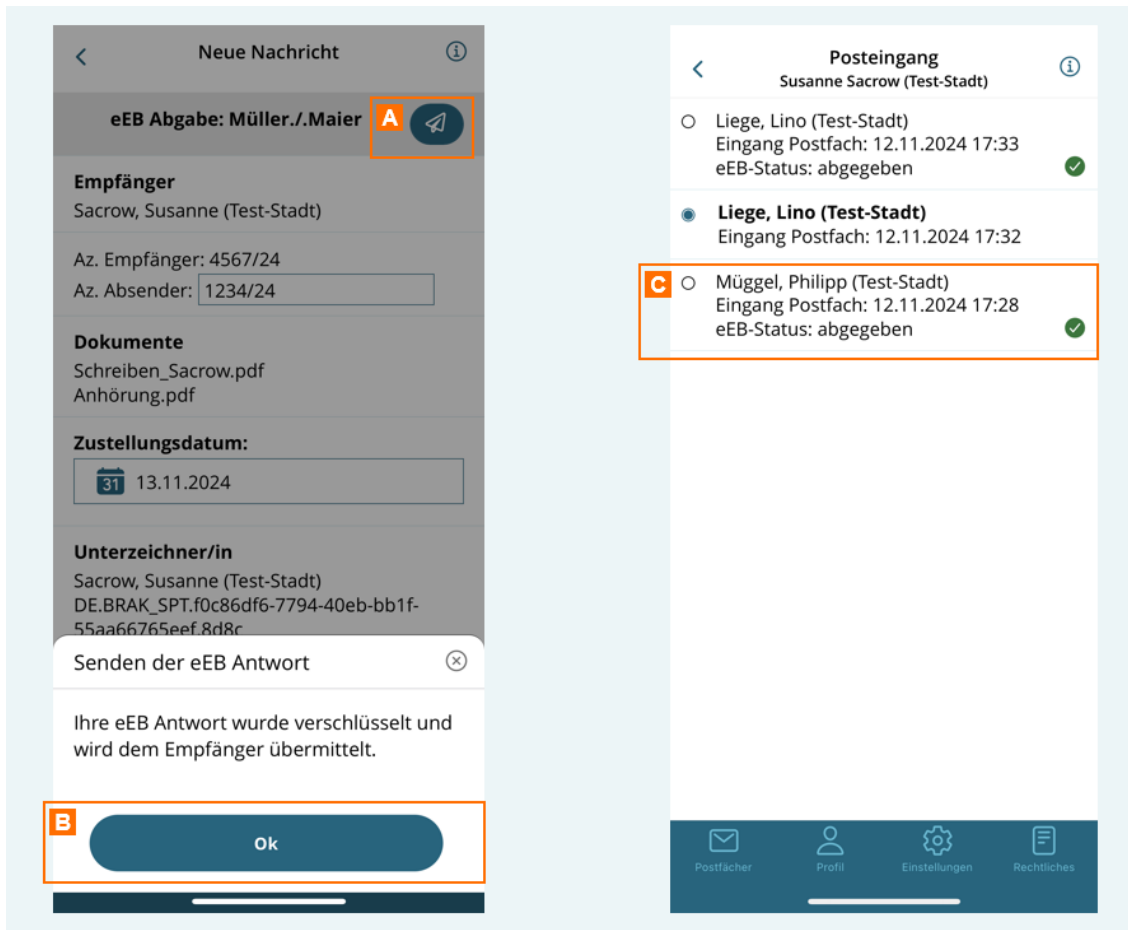 Neue Nachricht
eEB Abgabe: Müller./.Maier
A
Empfänger
Sacrow, Susanne (Test-Stadt)
Az. Empfänger: 4567/24
Az. Absender: 1234/24
Dokumente
Schreiben_Sacrow.pdf
Anhörung.pdf
Zustellungsdatum:
31 13.11.2024
Unterzeichner/in
Sacrow, Susanne (Test-Stadt)
DE.BRAK_SPT.f0c86df6-7794-40eb-bb1f-
55aa66765eef.8d8c
Senden der eEB Antwort
Ihre eEB Antwort wurde verschlüsselt und
wird dem Empfänger übermittelt.
B
Ok
Posteingang
Susanne Sacrow (Test-Stadt)
Liege, Lino (Test-Stadt)
Eingang Postfach: 12.11.2024 17:33
eEB-Status: abgegeben
Liege, Lino (Test-Stadt)
Eingang Postfach: 12.11.2024 17:32
C
Müggel, Philipp (Test-Stadt)
Eingang Postfach: 12.11.2024 17:28
eEB-Status: abgegeben
Postfächer
Profil
Einstellungen
Rechtliches